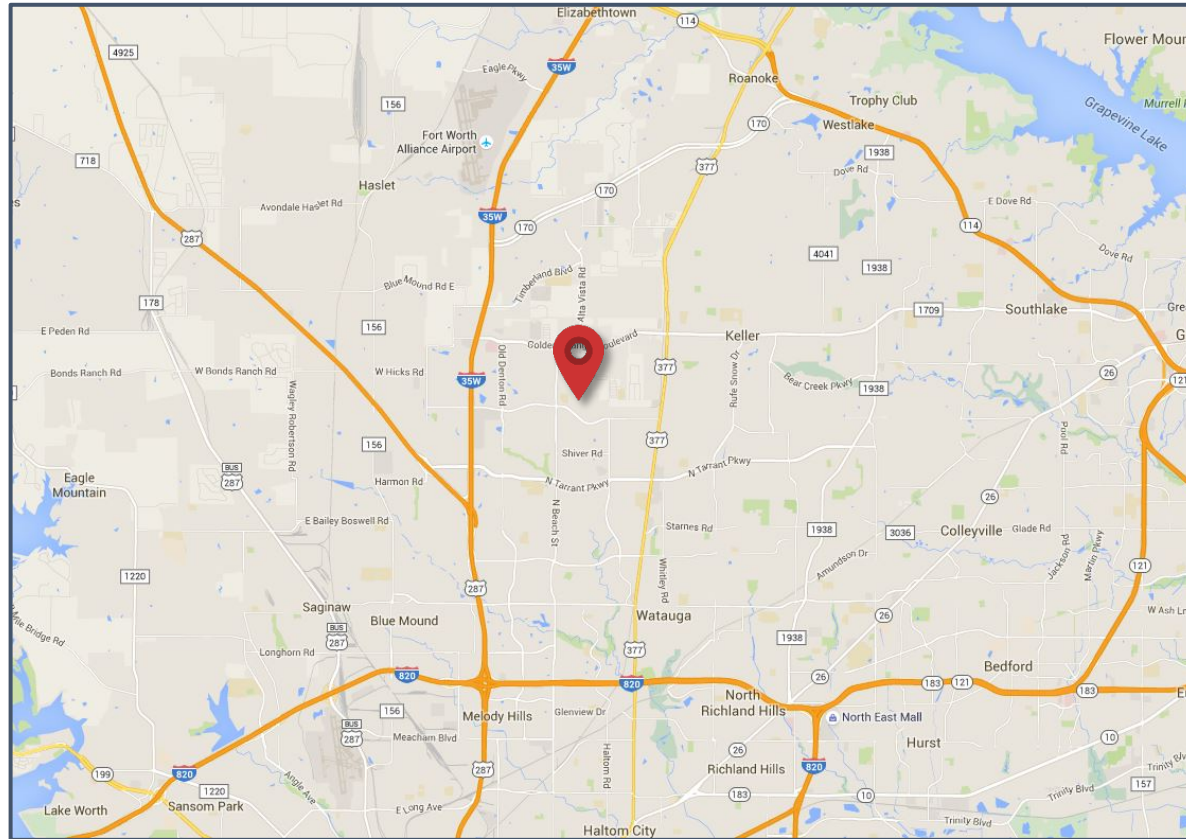 Elizabethtown
114
4925
35W
Flower Mour
Eagle Pkwy
Roanoke
156
Trophy Club
Grapevine Lake
Murrell
Westlake
170
Fort Worth
Alliance Airport
718
377
1938
Haslet
170
Dove Rd
Avondale Haslet Rd
35W
E Dove Rd
170
114
287
4041
Dove Rd
1938
Timberland Blvd
Alta Vista Rd
Blue Mound Rd E
178
Southlake
1709
156
Keller
E Peden Rd
Old Denton Rd
377
Rufe Snow Dr
Bonds Ranch Rd
W Bonds Ranch Rd
W Hicks Rd
35W
Bear Creek Pkwy
26
121
1938
Wagley Robertson Rd
Pool Rd
156
377
Shiver Rd
N Tarrant Pkwy
BUS
287
Eagle
Mountain
Harmon Rd
N Tarrant Pkwy
26
N Beach St
E Bailey Boswell Rd
Starnes Rd
1938
3036
Colleyville
Glade Rd
Jackson Rd
Martin Pkwy
Amundson Dr
121
1220
Whitley Rd
287
Saginaw
Blue Mound
Watauga
26
W Ash Ln
Mile Bridge Rd
BUS
287
1938
Longhorn Rd
377
Bedford
820
820
26
183
121
183
North
Richland Hills
156
Melody Hills
Glenview Dr
North East Mall
BUS
287
Meacham Blvd
Haltom Rd
26
Hurst
10
199
820
287
Richland Hills
820
Trinity Blvd
157
1220
Angle Ave
183
10
Trinity Blvd
Lake Worth
Sansom Park
E Long Ave
Trinity Blvd
Haltom City